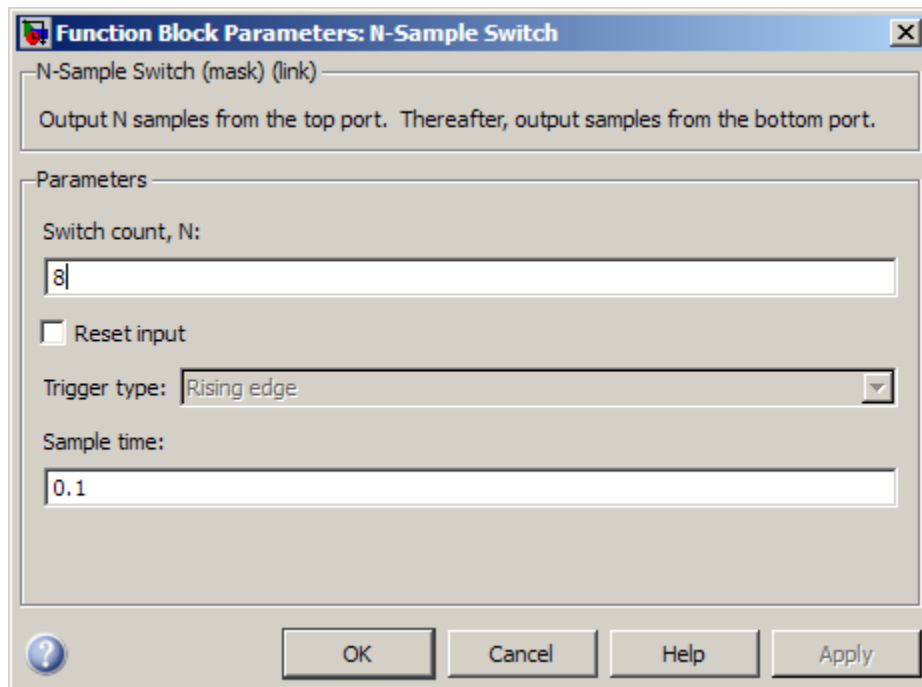 Function Block Parameters: N-Sample Switch
N-Sample Switch (mask) (link)
Output N samples from the top port.  Thereafter, output samples from the bottom port.
Parameters
Switch count, N:
8
Reset input
Trigger type: Rising edge
Sample time:
0.1
? OK Cancel Help Apply